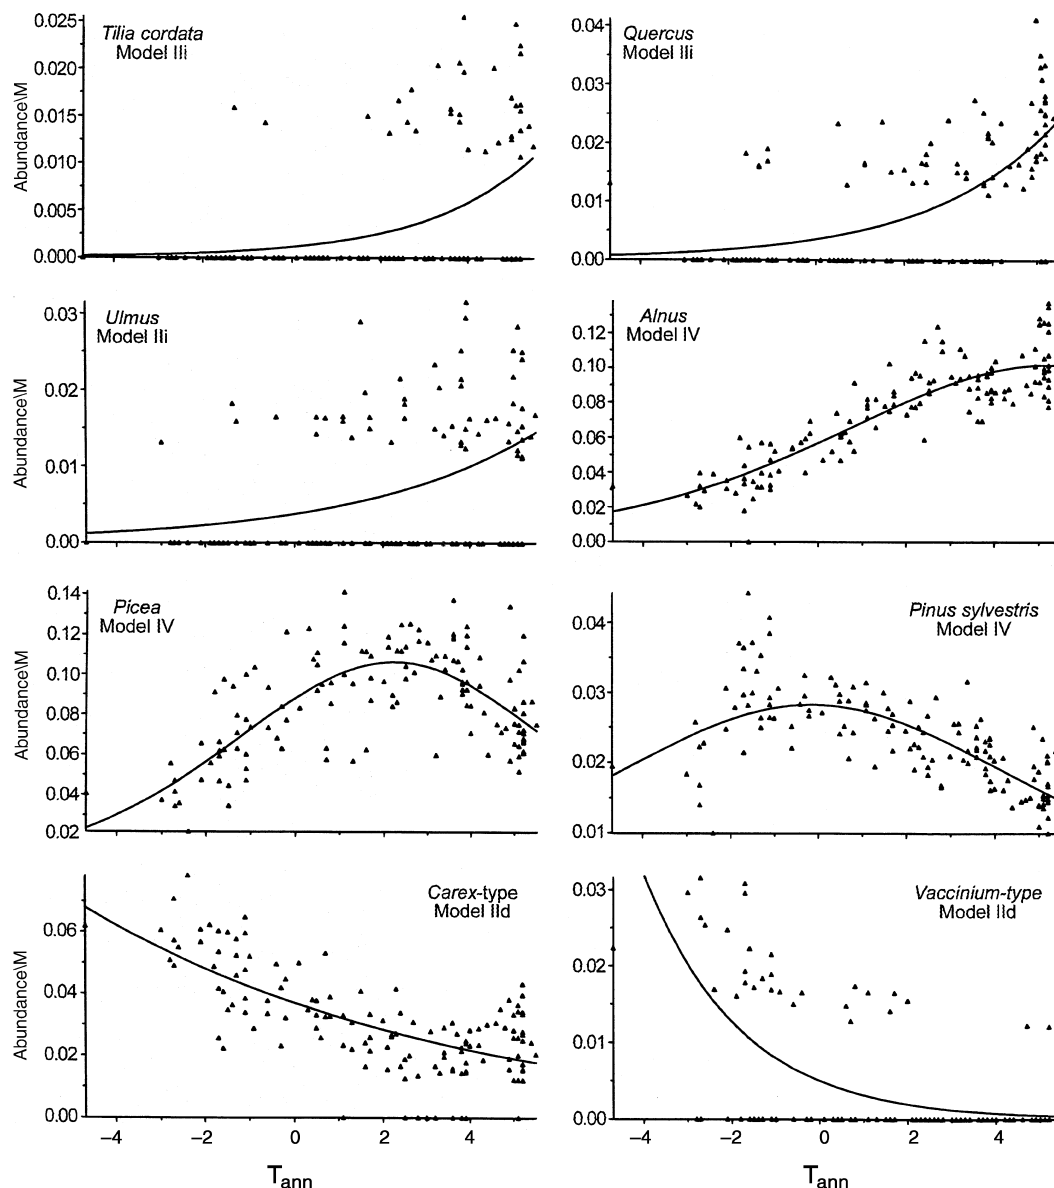 Tilia cordata
Model IIi
Abundance\M
0.025
0.020
0.015
0.010
0.005
0.000
Quercus
Model IIi
0.04
0.03
0.02
0.01
0.00
Ulmus
Model IIi
Abundance\M
0.03
0.02
0.01
0.00
Alnus
Model IV
0.12
0.10
0.08
0.06
0.04
0.02
0.00
Picea
Model IV
Abundance\M
0.14
0.12
0.10
0.08
0.06
0.04
0.02
Pinus sylvestris
Model IV
0.04
0.03
0.02
0.01
Carex-type
Model IId
Abundance\M
0.06
0.04
0.02
0.00
−4 −2 0 2 4
Tann
Vaccinium-type
Model IId
0.03
0.02
0.01
0.00
−4 −2 0 2 4
Tann